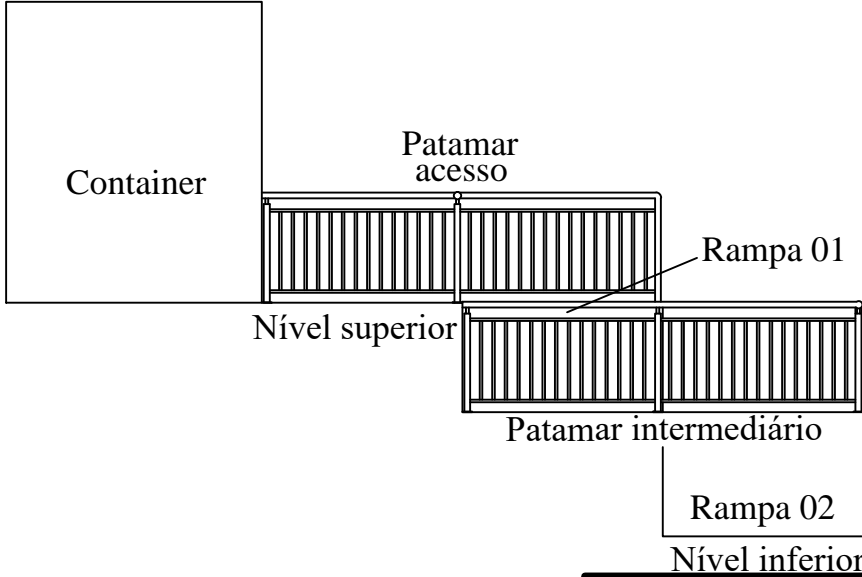 Patamar
acesso
Container
Rampa 01
Nível superior
Patamar intermediário
Rampa 02
Nível inferior